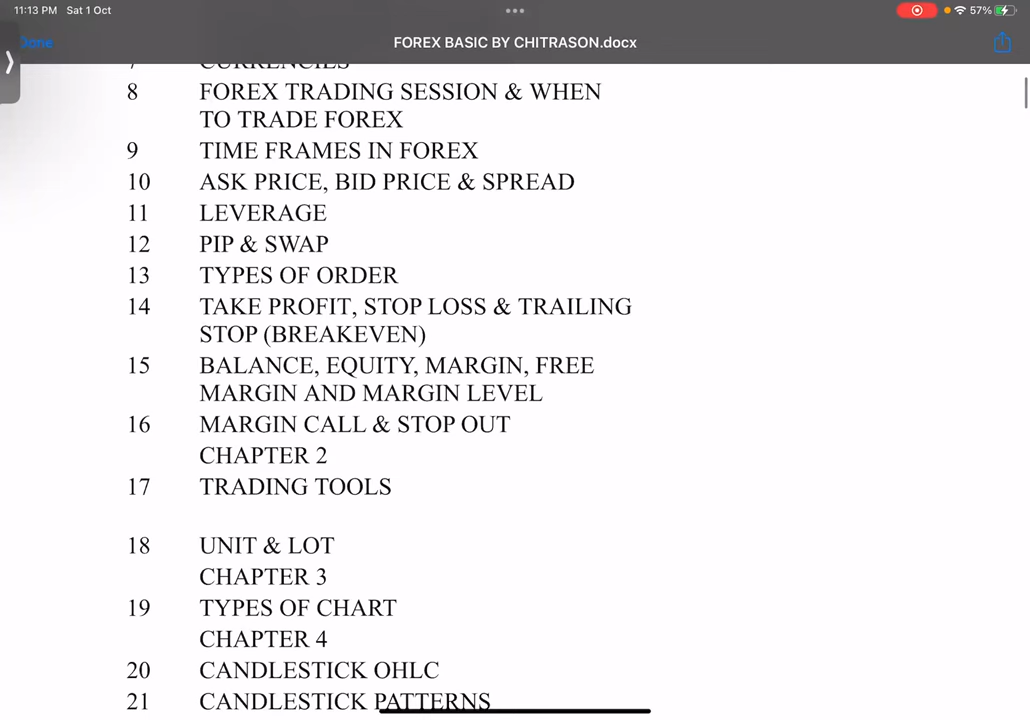 11:13 PM Sat 1 Oct
57%
Done
FOREX BASIC BY CHITRASON.docx
7 CURRENCIES
8 FOREX TRADING SESSION & WHEN
TO TRADE FOREX
9 TIME FRAMES IN FOREX
10 ASK PRICE, BID PRICE & SPREAD
11 LEVERAGE
12 PIP & SWAP
13 TYPES OF ORDER
14 TAKE PROFIT, STOP LOSS & TRAILING
STOP (BREAKEVEN)
15 BALANCE, EQUITY, MARGIN, FREE
MARGIN AND MARGIN LEVEL
16 MARGIN CALL & STOP OUT
CHAPTER 2
17 TRADING TOOLS
18 UNIT & LOT
CHAPTER 3
19 TYPES OF CHART
CHAPTER 4
20 CANDLESTICK OHLC
21 CANDLESTICK PATTERNS